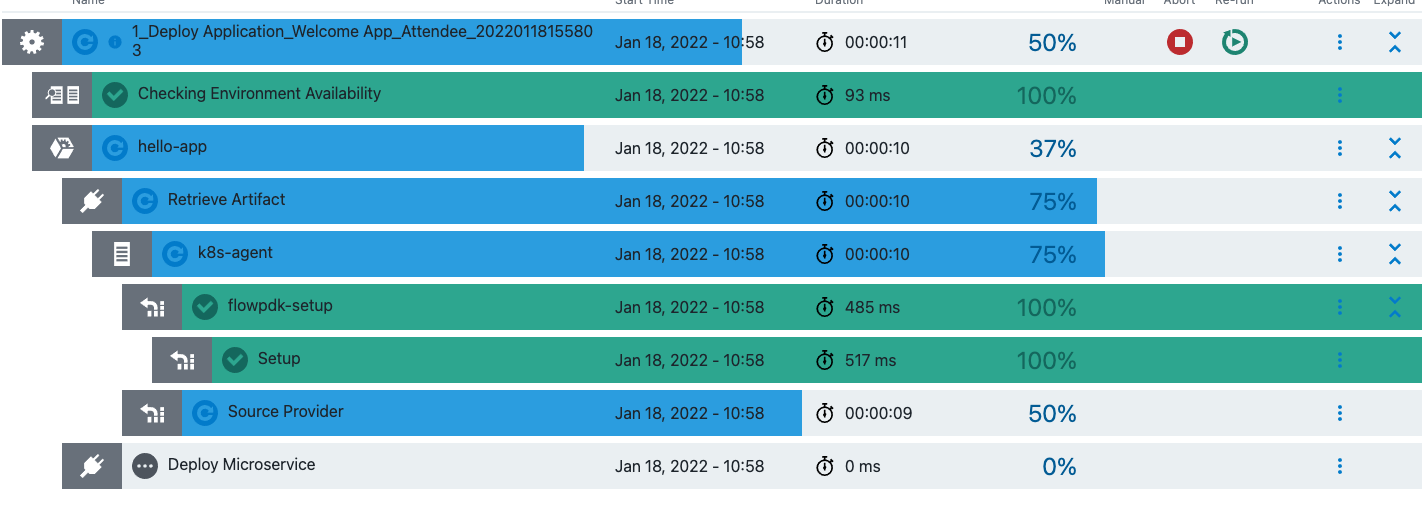 Name Start Time Duration Manual Abort Re-run Actions Expand
1_Deploy Application_Welcome App_Attendee_2022011815580
3 Jan 18, 2022 - 10:58 00:00:11 50%
Checking Environment Availability Jan 18, 2022 - 10:58 93 ms 100%
hello-app Jan 18, 2022 - 10:58 00:00:10 37%
Retrieve Artifact Jan 18, 2022 - 10:58 00:00:10 75%
k8s-agent Jan 18, 2022 - 10:58 00:00:10 75%
flowpdk-setup Jan 18, 2022 - 10:58 485 ms 100%
Setup Jan 18, 2022 - 10:58 517 ms 100%
Source Provider Jan 18, 2022 - 10:58 00:00:09 50%
Deploy Microservice Jan 18, 2022 - 10:58 0 ms 0%